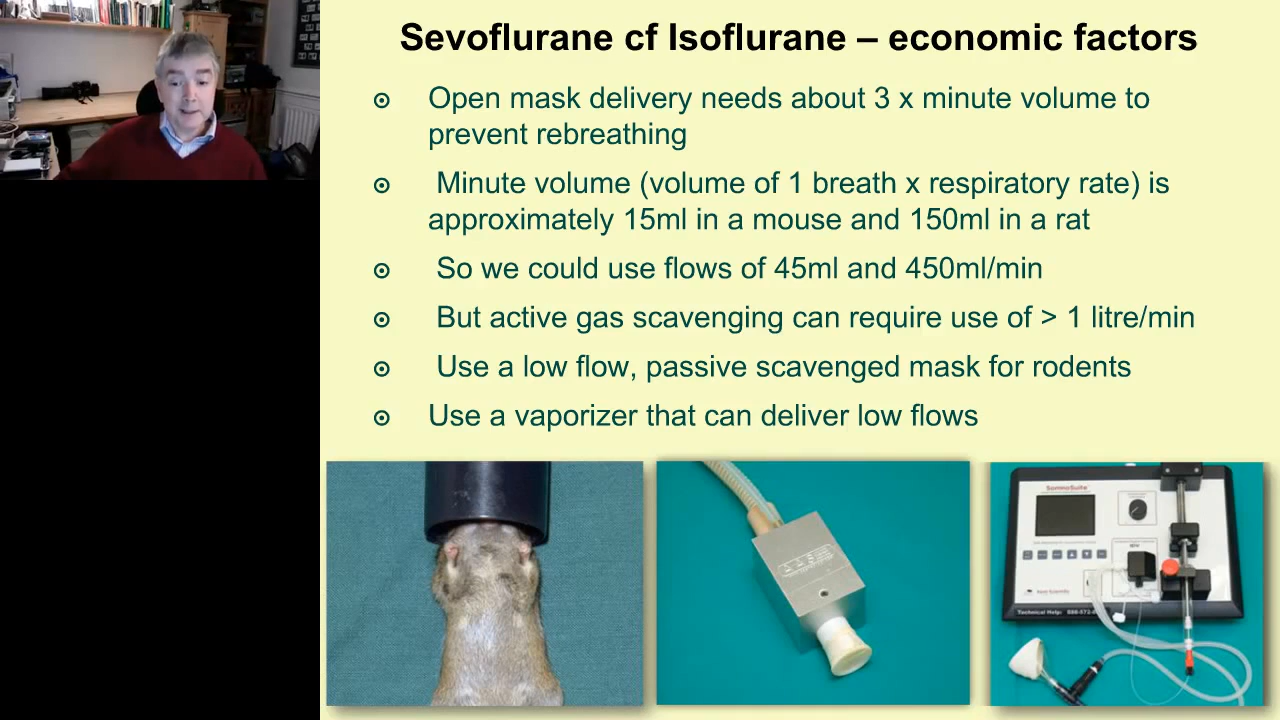 Sevoflurane cf Isoflurane – economic factors
Open mask delivery needs about 3 x minute volume to
prevent rebreathing
Minute volume (volume of 1 breath x respiratory rate) is
approximately 15ml in a mouse and 150ml in a rat
So we could use flows of 45ml and 450ml/min
But active gas scavenging can require use of > 1 litre/min
Use a low flow, passive scavenged mask for rodents
Use a vaporizer that can deliver low flows
SomnoSuite
Technical Help: